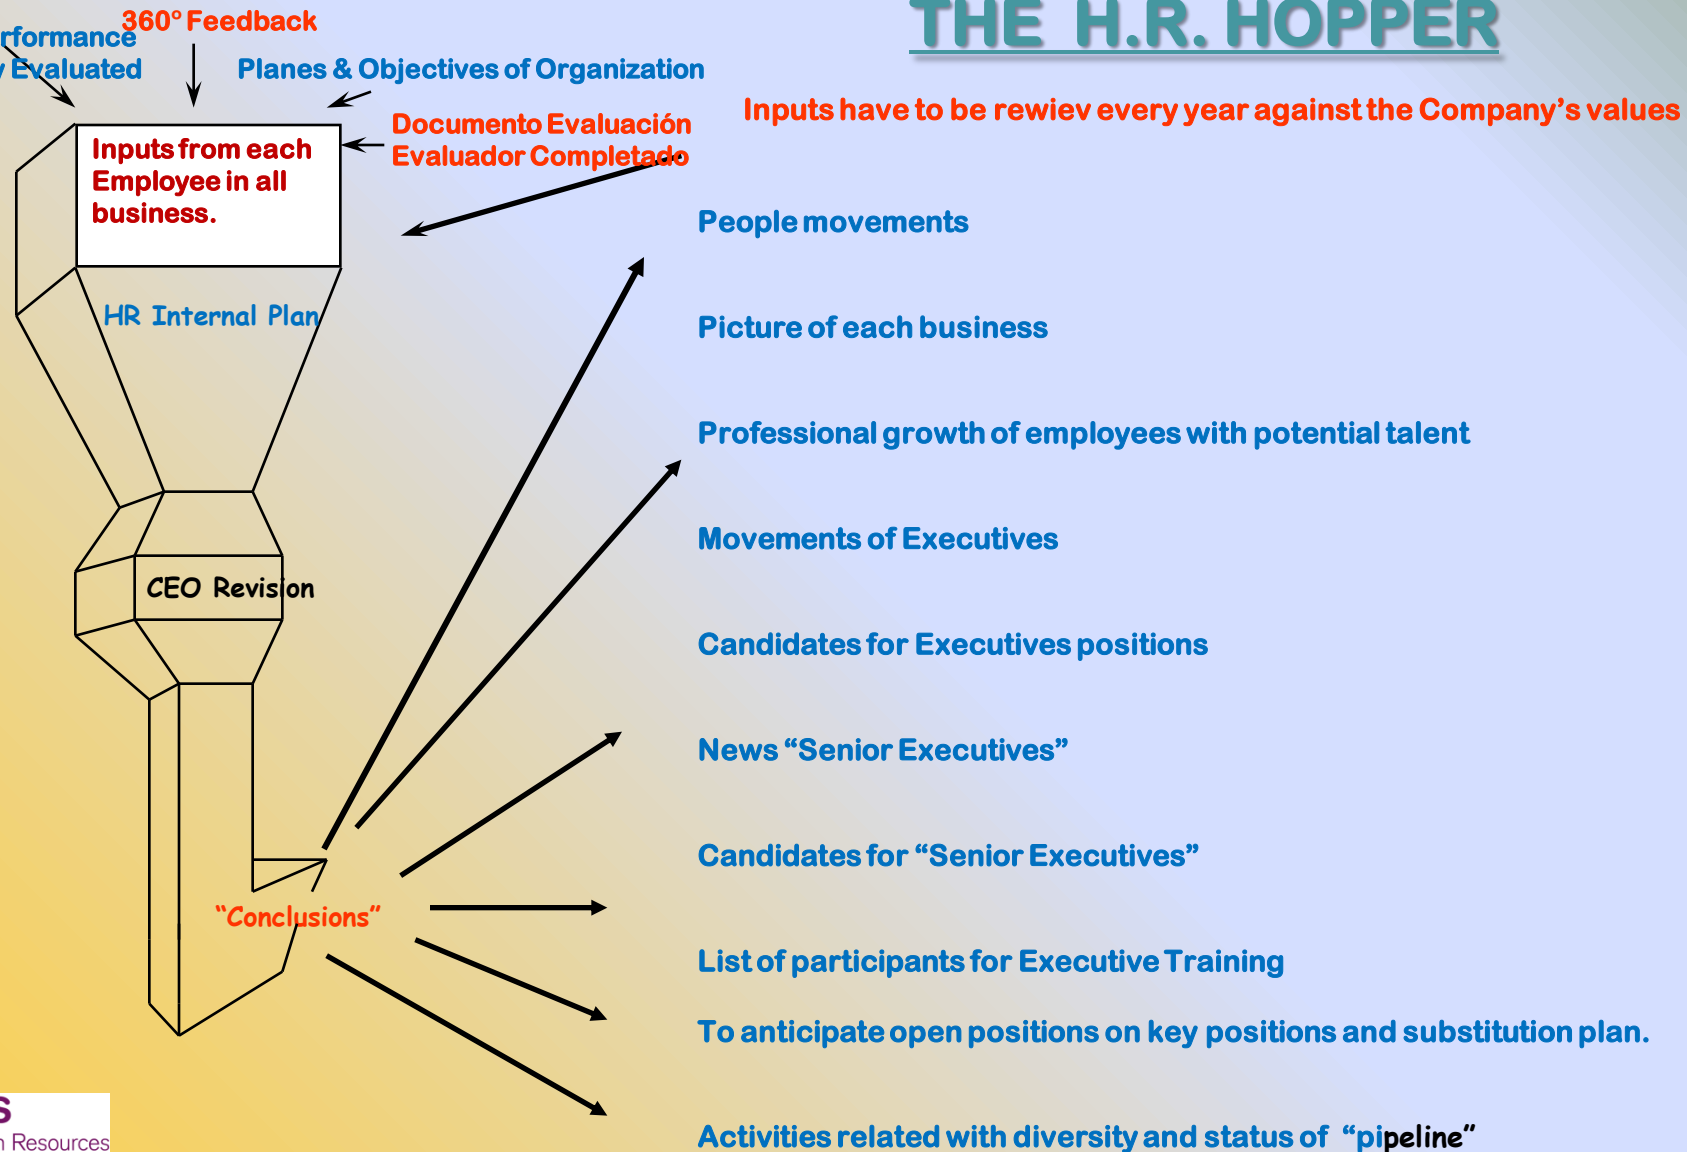 THE H.R. HOPPER
360º Feedback
Evaluated
Planes & Objectives of Organization
Inputs have to be rewiev every year against the Company’s values
Documento Evaluación
Evaluador Completado
Inputs from each
Employee in all
business.
People movements
HR Internal Plan
Picture of each business
Professional growth of employees with potential talent
Movements of Executives
CEO Revision
Candidates for Executives positions
News “Senior Executives”
Candidates for “Senior Executives”
“Conclusions”
List of participants for Executive Training
To anticipate open positions on key positions and substitution plan.
Activities related with diversity and status of “pipeline”
Resources